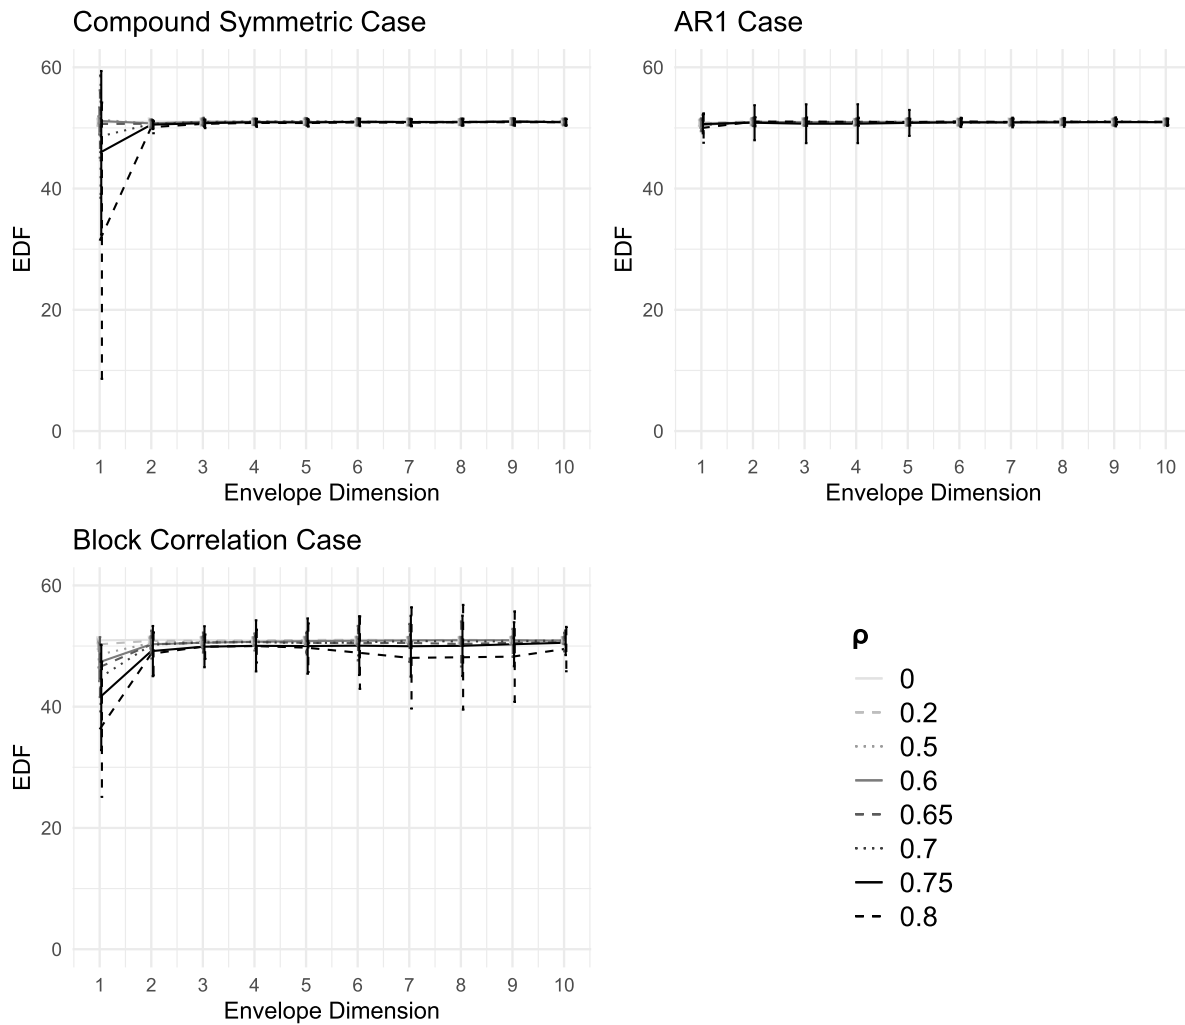 Compound Symmetric Case
60
40
20
0
EDF
1 2 3 4 5 6 7 8 9 10
Envelope Dimension
AR1 Case
60
40
20
0
EDF
1 2 3 4 5 6 7 8 9 10
Envelope Dimension
Block Correlation Case
60
40
20
0
EDF
1 2 3 4 5 6 7 8 9 10
Envelope Dimension
ρ
0
0.2
0.5
0.6
0.65
0.7
0.75
0.8